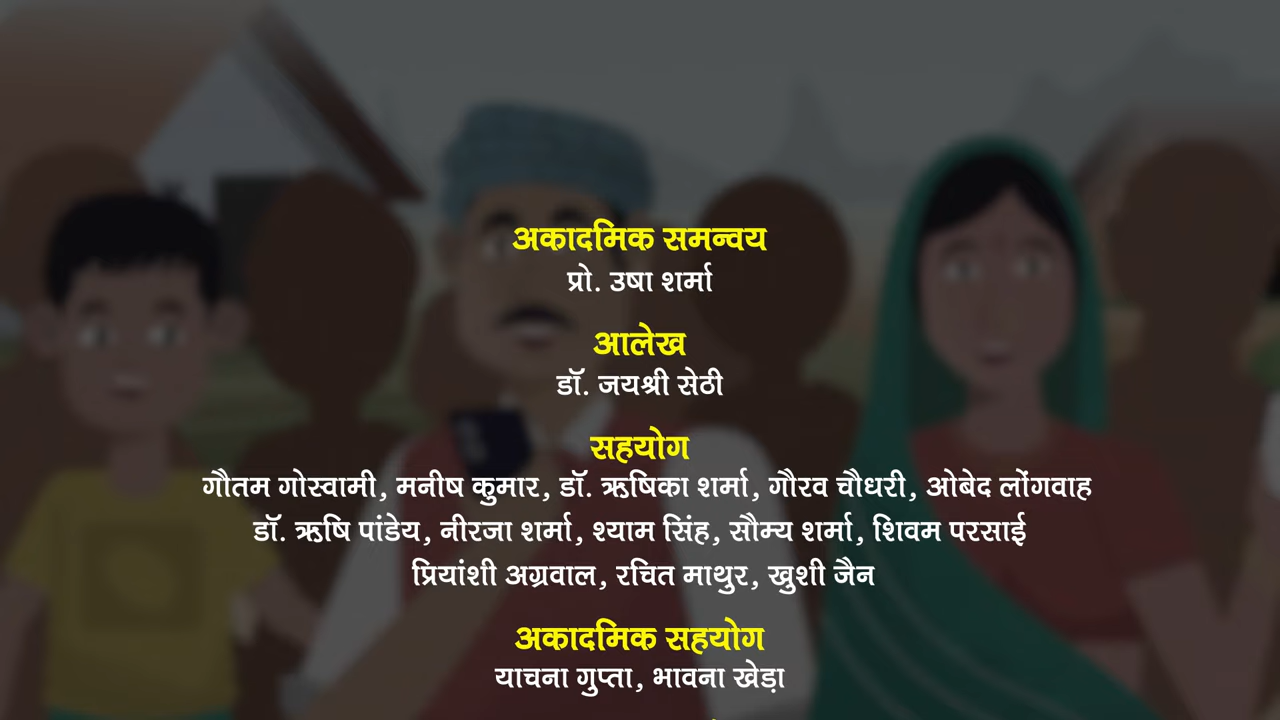 अकादमिक समन्वय
प्रो. उषा शर्मा
आलेख
डॉ. जयश्री सेठी
सहयोग
गौतम गोस्वामी, मनीष कुमार, डॉ. ऋषिका शर्मा, गौरव चौधरी, ओबेद लोंगवाह
डॉ. ऋषि पांडेय, नीरजा शर्मा, श्याम सिंह, सौम्य शर्मा, शिवम परसाई
प्रियांशी अग्रवाल, रचित माथुर, खुशी जैन
अकादमिक सहयोग
याचना गुप्ता, भावना खेड़ा